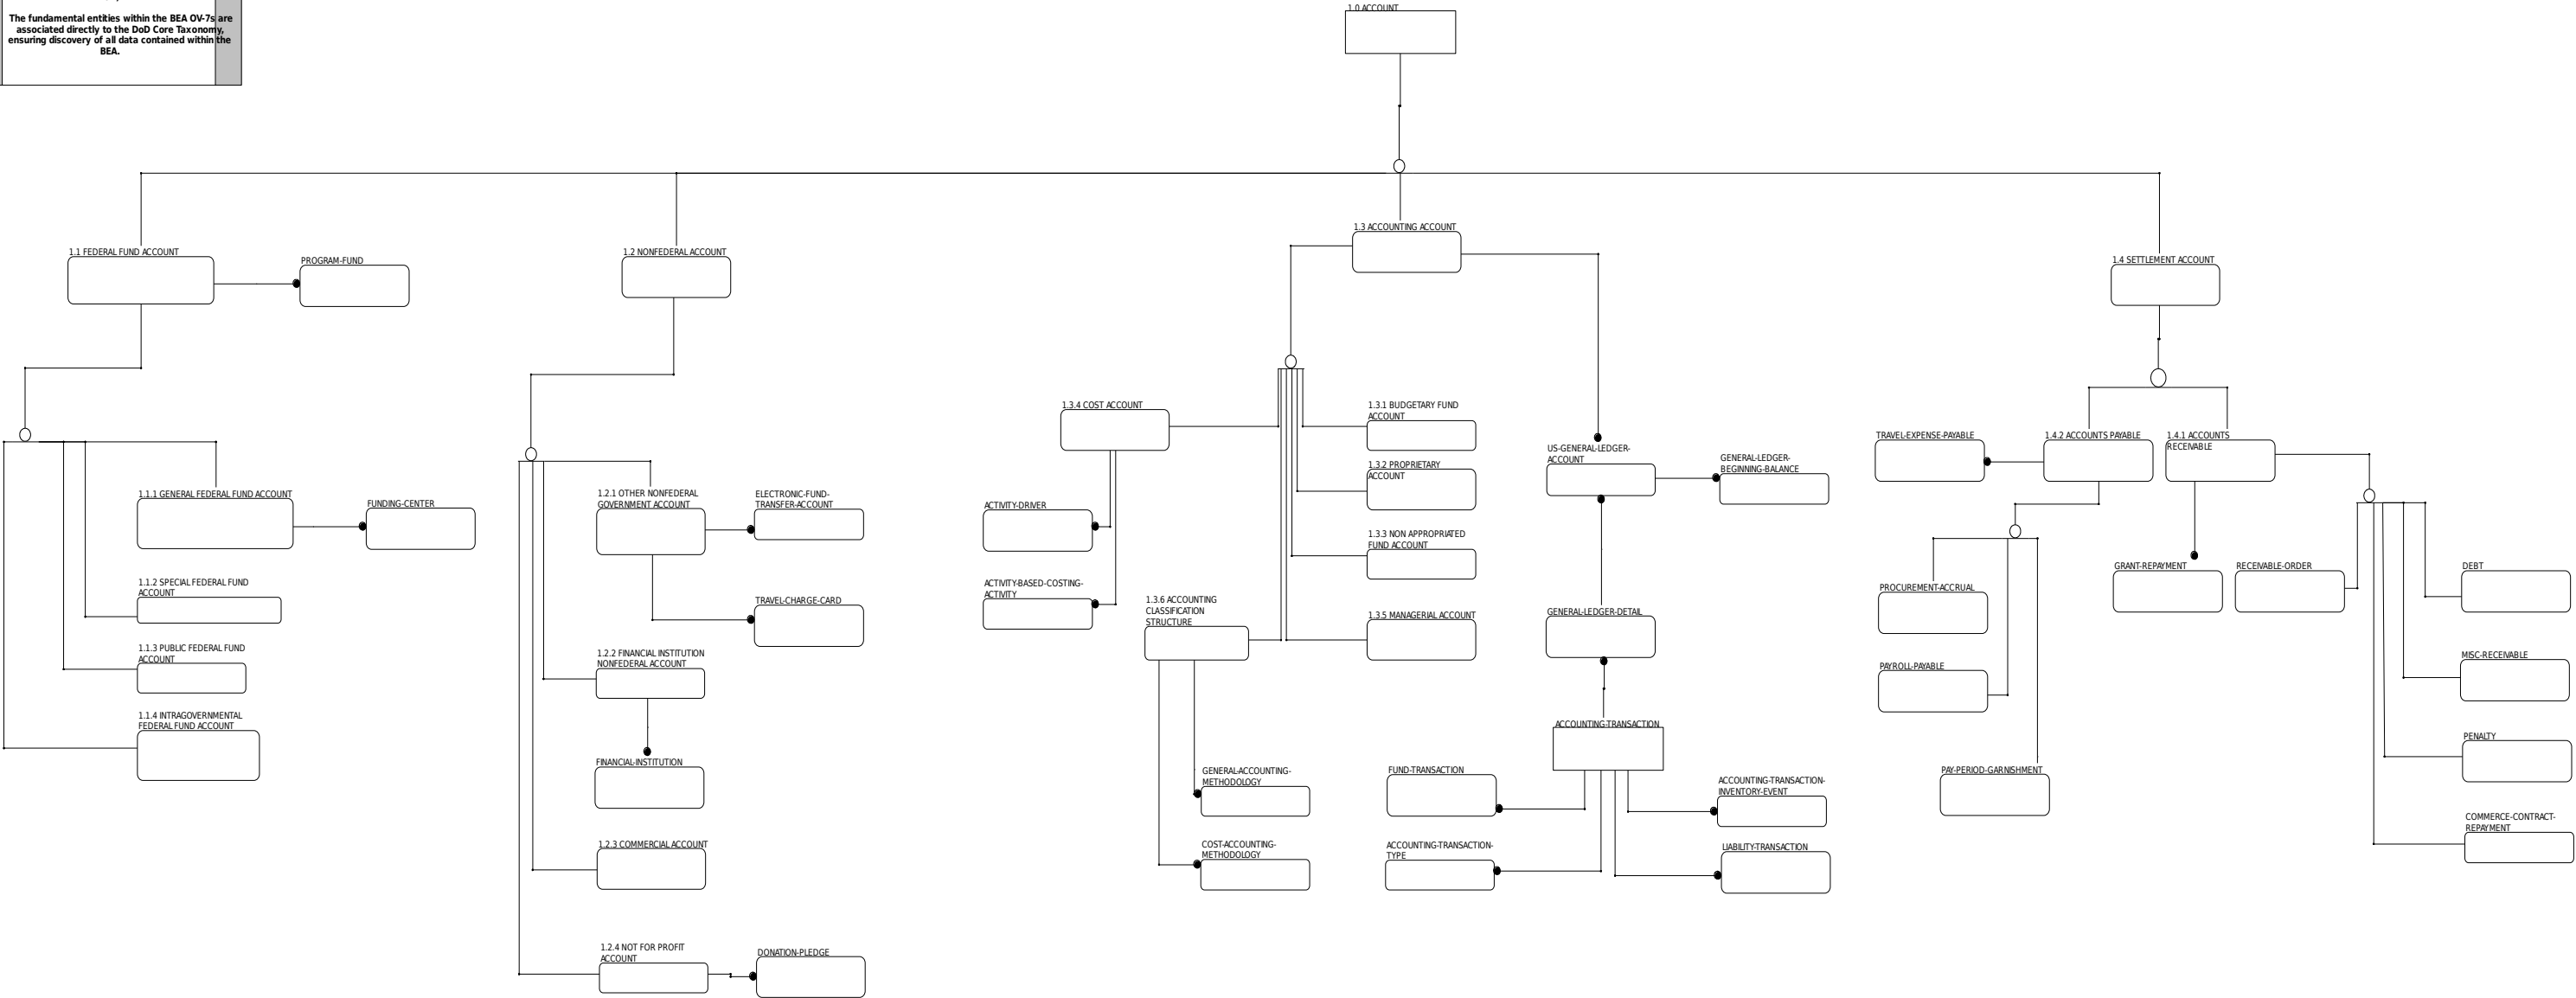 The fundamental entities within the BEA OV-7s are
associated directly to the DoD Core Taxonomy,
ensuring discovery of all data contained within the
BEA.
1.0 ACCOUNT
1.1 FEDERAL FUND ACCOUNT
PROGRAM-FUND
1.2 NONFEDERAL ACCOUNT
1.3 ACCOUNTING ACCOUNT
1.4 SETTLEMENT ACCOUNT
1.1.1 GENERAL FEDERAL FUND ACCOUNT
FUNDING-CENTER
1.1.2 SPECIAL FEDERAL FUND
ACCOUNT
1.1.3 PUBLIC FEDERAL FUND
ACCOUNT
1.1.4 INTRAGOVERNMENTAL
FEDERAL FUND ACCOUNT
1.2.1 OTHER NONFEDERAL
GOVERNMENT ACCOUNT
ELECTRONIC-FUND-
TRANSFER-ACCOUNT
TRAVEL-CHARGE-CARD
1.2.2 FINANCIAL INSTITUTION
NONFEDERAL ACCOUNT
FINANCIAL-INSTITUTION
1.2.3 COMMERCIAL ACCOUNT
1.2.4 NOT FOR PROFIT
ACCOUNT
DONATION-PLEDGE
1.3.4 COST ACCOUNT
ACTIVITY-DRIVER
ACTIVITY-BASED-COSTING-
ACTIVITY
1.3.6 ACCOUNTING
CLASSIFICATION
STRUCTURE
GENERAL-ACCOUNTING-
METHODOLOGY
COST-ACCOUNTING-
METHODOLOGY
1.3.1 BUDGETARY FUND
ACCOUNT
1.3.2 PROPRIETARY
ACCOUNT
1.3.3 NON APPROPRIATED
FUND ACCOUNT
1.3.5 MANAGERIAL ACCOUNT
US-GENERAL-LEDGER-
ACCOUNT
GENERAL-LEDGER-
BEGINNING-BALANCE
GENERAL-LEDGER-DETAIL
ACCOUNTING-TRANSACTION
FUND-TRANSACTION
ACCOUNTING-TRANSACTION-
TYPE
ACCOUNTING-TRANSACTION-
INVENTORY-EVENT
LIABILITY-TRANSACTION
TRAVEL-EXPENSE-PAYABLE
1.4.2 ACCOUNTS PAYABLE
1.4.1 ACCOUNTS
RECEIVABLE
PROCUREMENT-ACCRUAL
PAYROLL-PAYABLE
PAY-PERIOD-GARNISHMENT
GRANT-REPAYMENT
RECEIVABLE-ORDER
DEBT
MISC-RECEIVABLE
PENALTY
COMMERCE-CONTRACT-
REPAYMENT